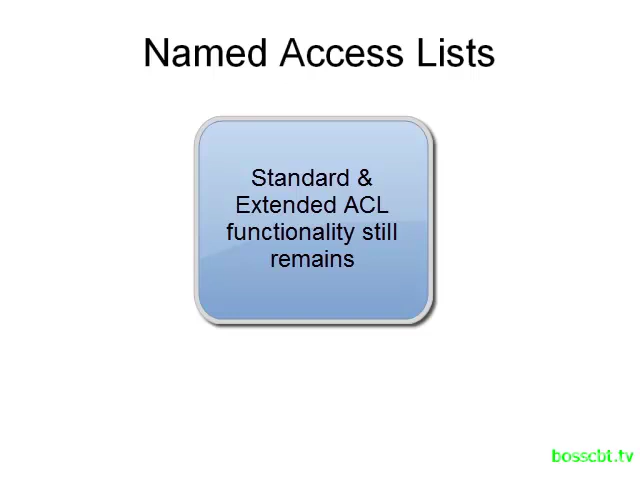 Named Access Lists
Standard &
Extended ACL
functionality still
remains
bosscbt.tv